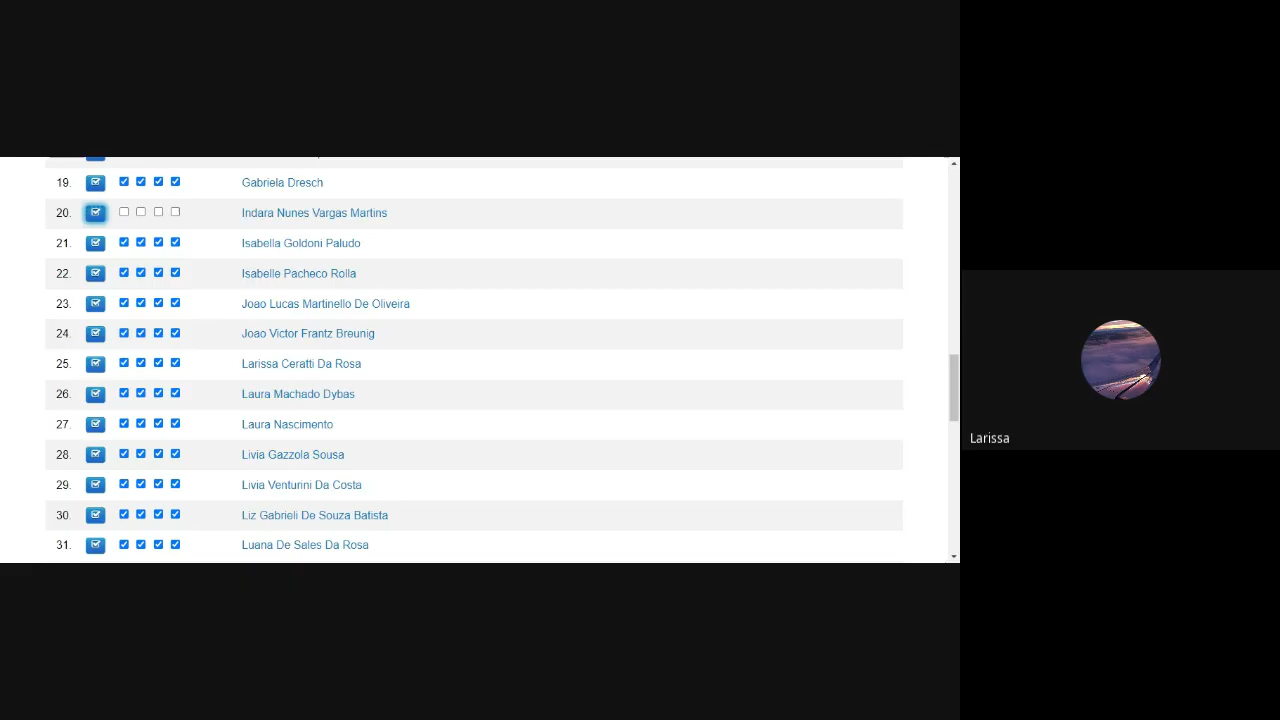 19. Gabriela Dresch
20. Indara Nunes Vargas Martins
21. Isabella Goldoni Paludo
22. Isabelle Pacheco Rolla
23. Joao Lucas Martinello De Oliveira
24. Joao Victor Frantz Breunig
25. Larissa Ceratti Da Rosa
26. Laura Machado Dybas
27. Laura Nascimento
28. Livia Gazzola Sousa
29. Livia Venturini Da Costa
30. Liz Gabrieli De Souza Batista
31. Luana De Sales Da Rosa
Larissa